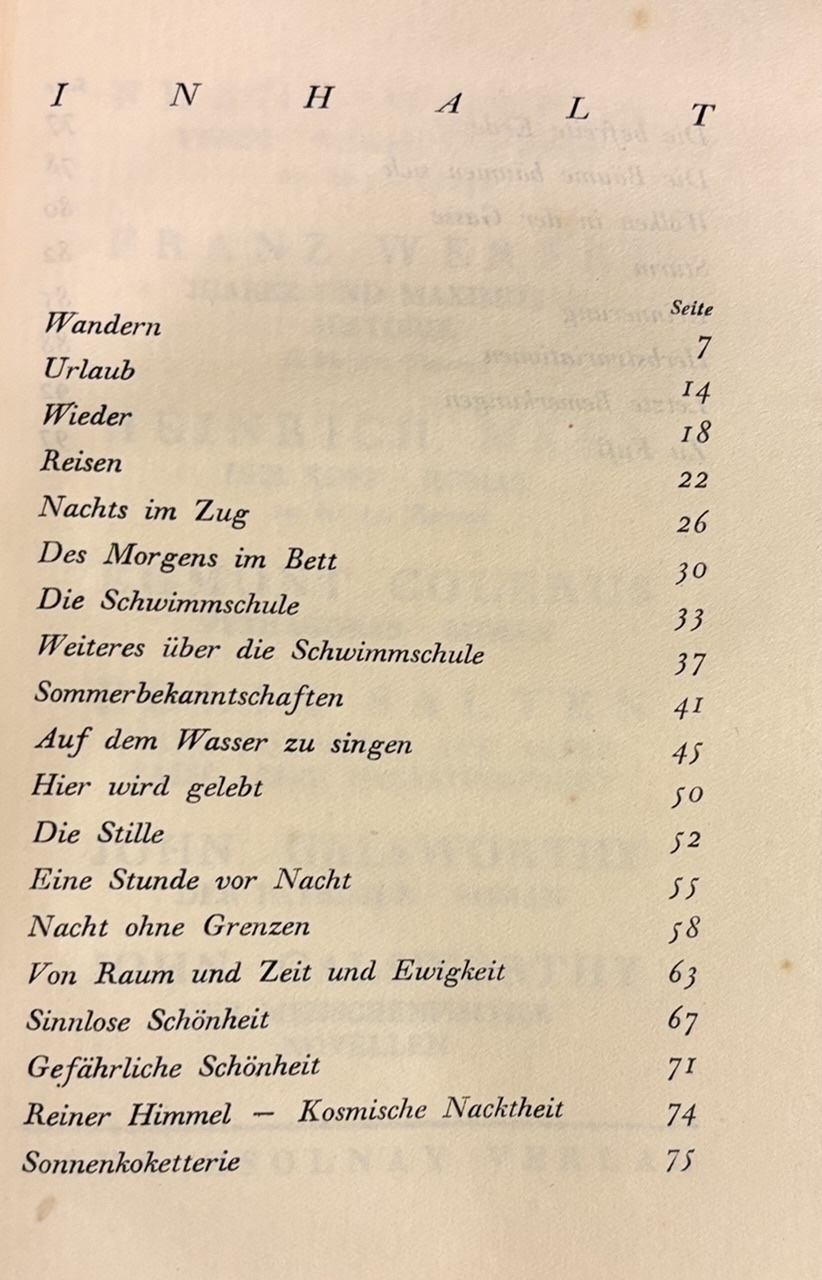 INHALT
Seite
Wandern 7
Urlaub 14
Wieder 18
Reisen 22
Nachts im Zug 26
Des Morgens im Bett 30
Die Schwimmschule 33
Weiteres über die Schwimmschule 37
Sommerbekanntschaften 41
Auf dem Wasser zu singen 45
Hier wird gelebt 50
Die Stille 52
Eine Stunde vor Nacht 55
Nacht ohne Grenzen 58
Von Raum und Zeit und Ewigkeit 63
Sinnlose Schönheit 67
Gefährliche Schönheit 71
Reiner Himmel — Kosmische Nacktheit 74
Sonnenkoketterie 75